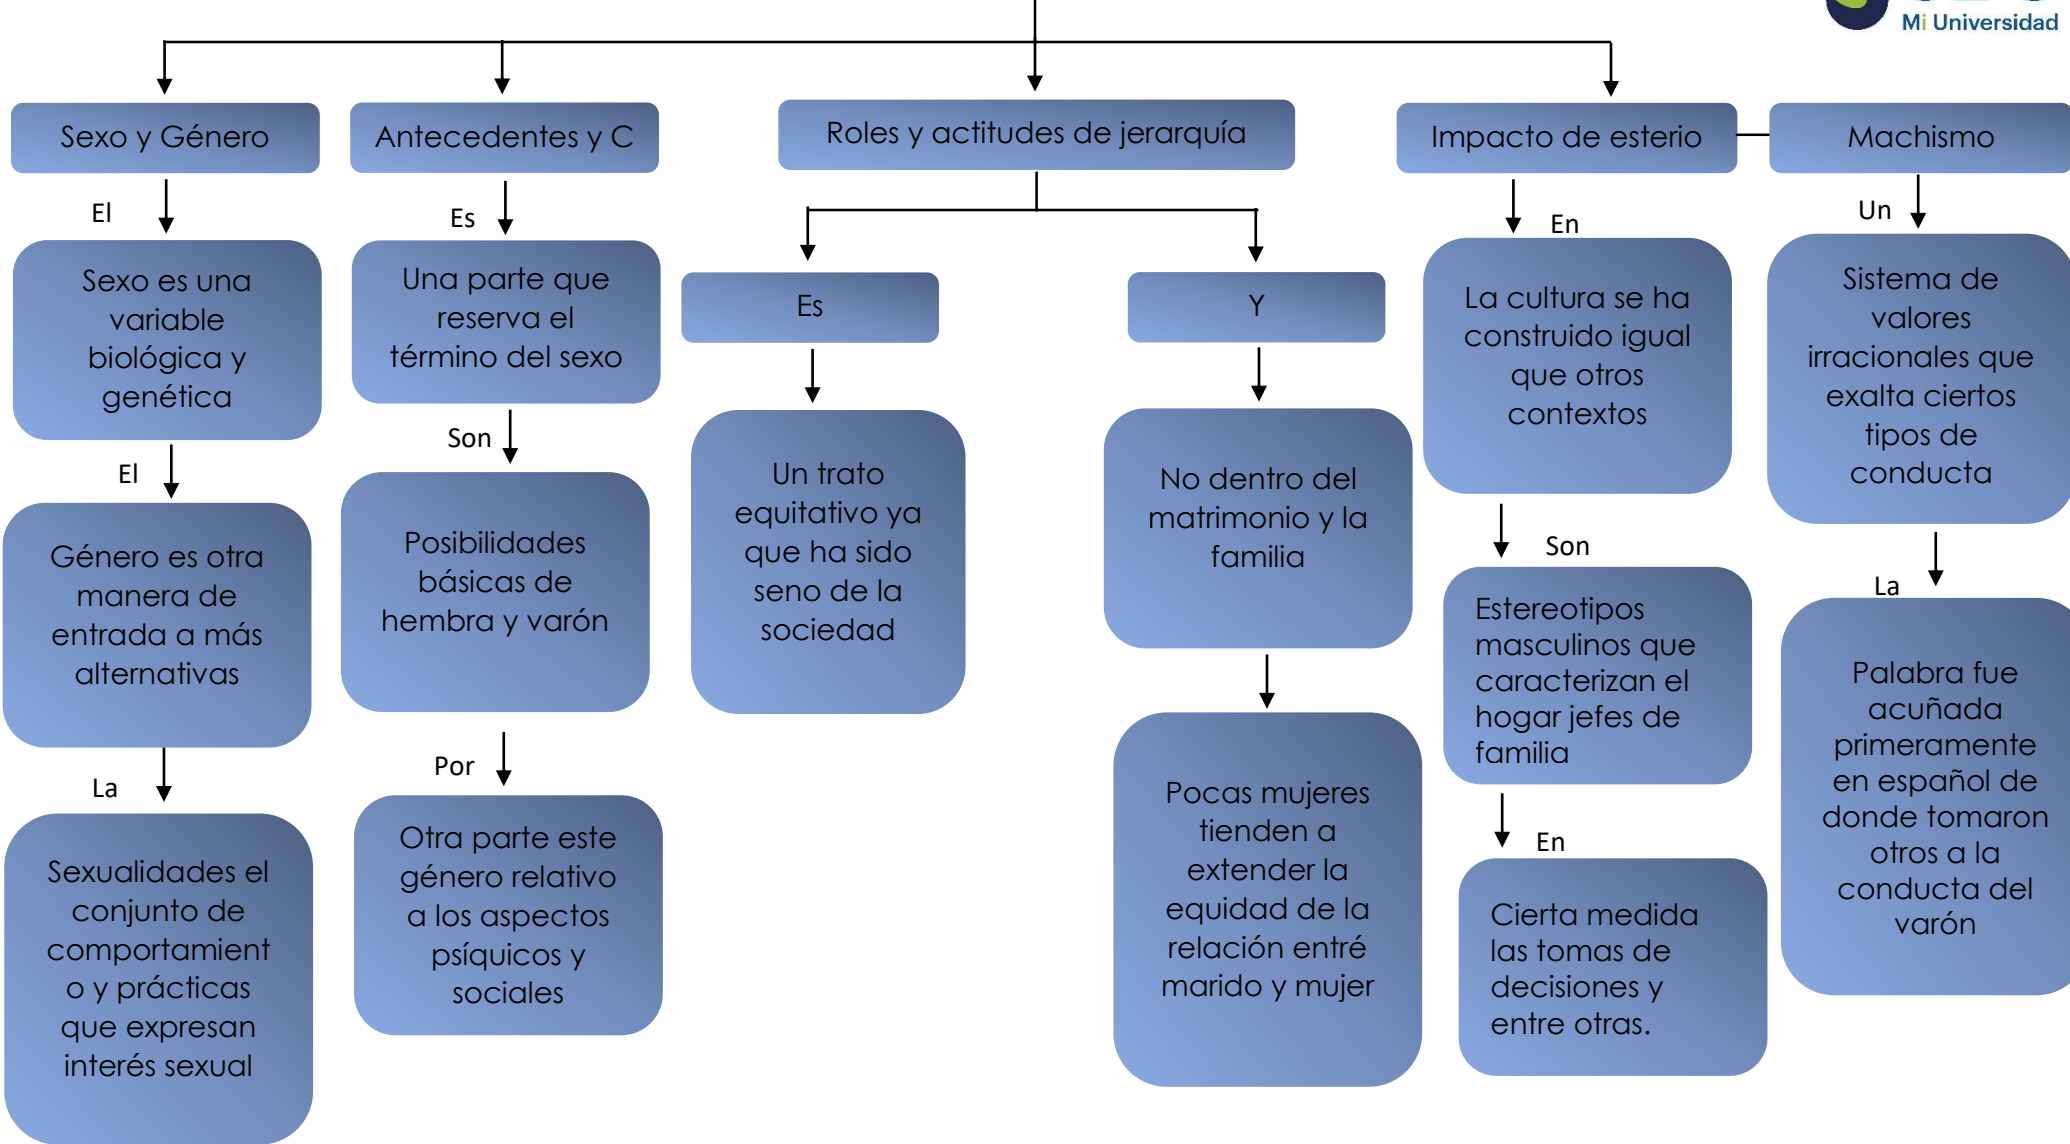 Mi Universidad
Sexo y Género
El
Sexo es una
variable
biológica y
genética
El
Género es otra
manera de
entrada a más
alternativas
La
Sexualidades el
conjunto de
comportamient
o y prácticas
que expresan
interés sexual
Antecedentes y C
Es
Una parte que
reserva el
término del sexo
Son
Posibilidades
básicas de
hembra y varón
Por
Otra parte este
género relativo
a los aspectos
psíquicos y
sociales
Roles y actitudes de jerarquía
Es
Un trato
equitativo ya
que ha sido
seno de la
sociedad
Y
No dentro del
matrimonio y la
familia
Pocas mujeres
tienden a
extender la
equidad de la
relación entré
marido y mujer
Impacto de esterio
En
La cultura se ha
construido igual
que otros
contextos
Son
Estereotipos
masculinos que
caracterizan el
hogar jefes de
familia
En
Cierta medida
las tomas de
decisiones y
entre otras.
Machismo
Un
Sistema de
valores
irracionales que
exalta ciertos
tipos de
conducta
La
Palabra fue
acuñada
primeramente
en español de
donde tomaron
otros a la
conducta del
varón